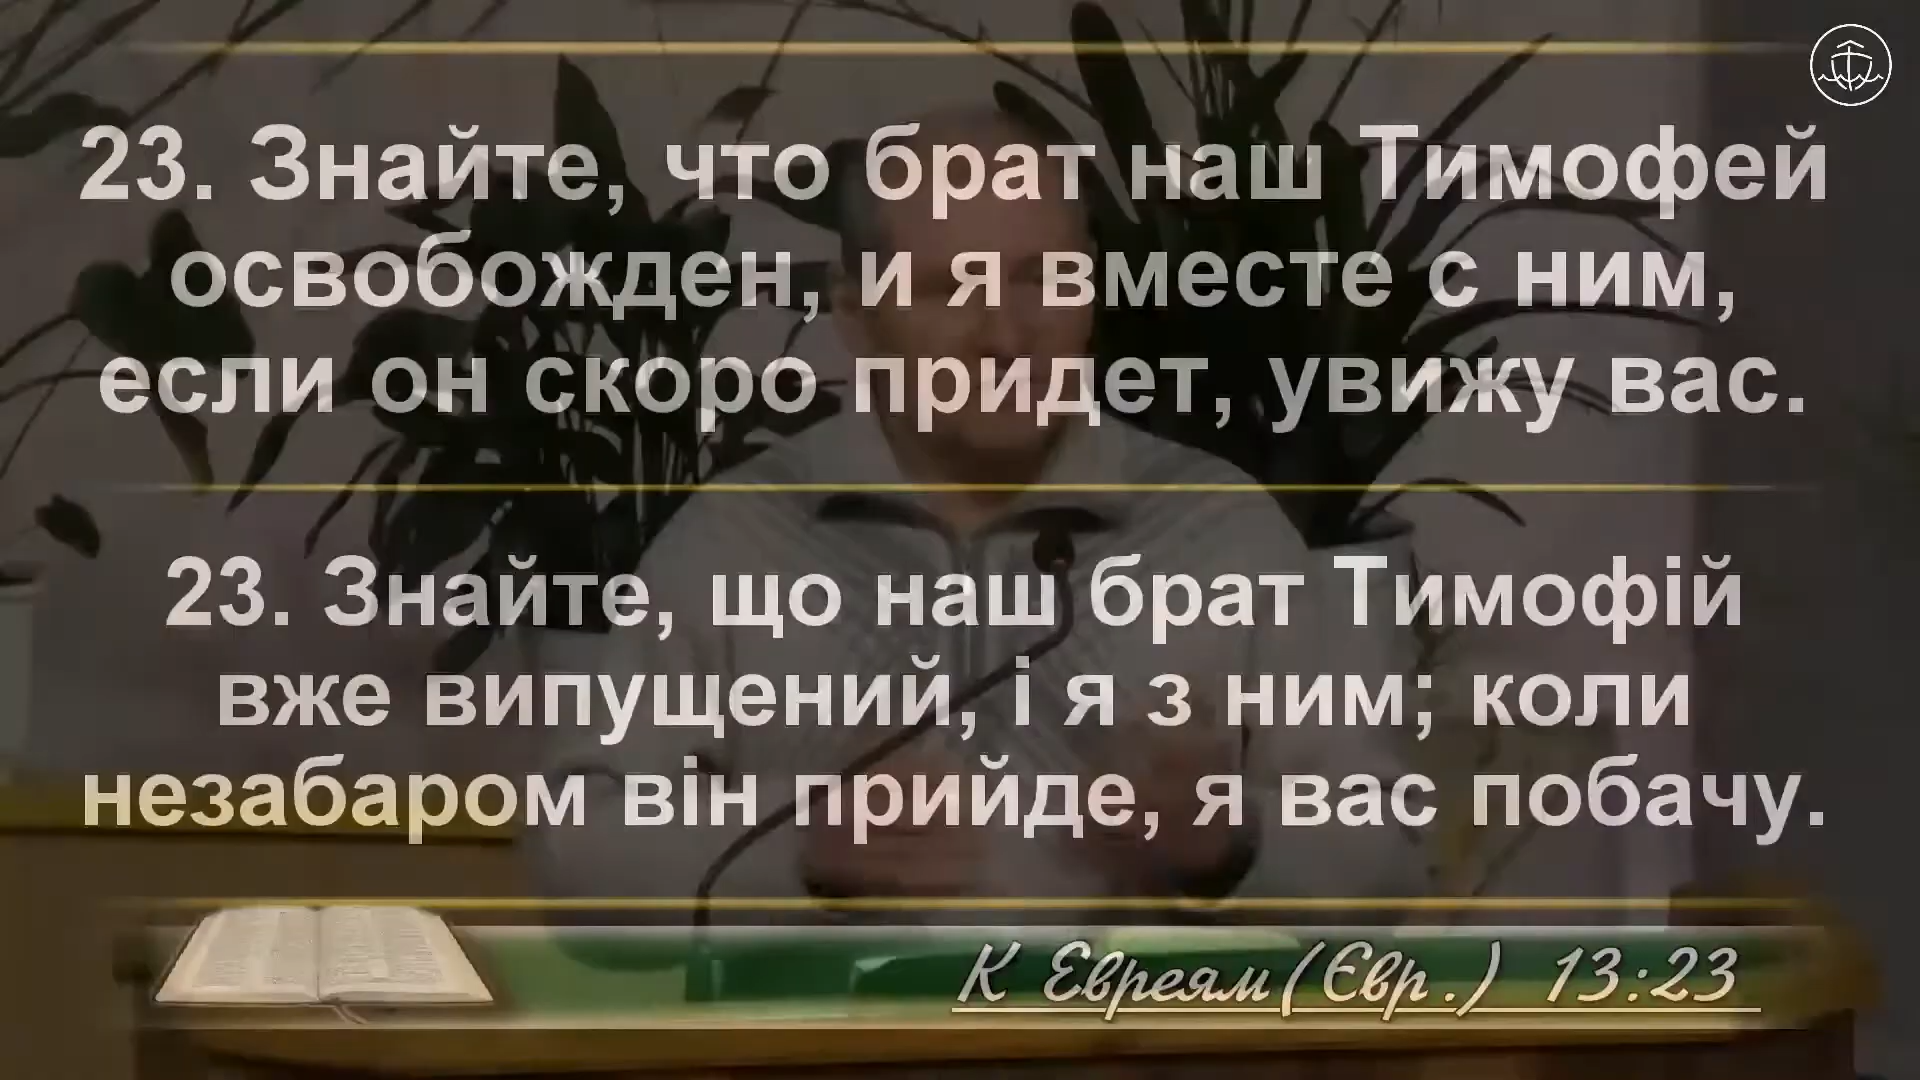 23. Знайте, что брат наш Тимофей
освобожден, и я вместе с ним,
если он скоро придет, увижу вас.
23. Знайте, що наш брат Тимофій
вже випущений, і я з ним; коли
незабаром він прийде, я вас побачу.
К Евреям(Євр.) 13:23